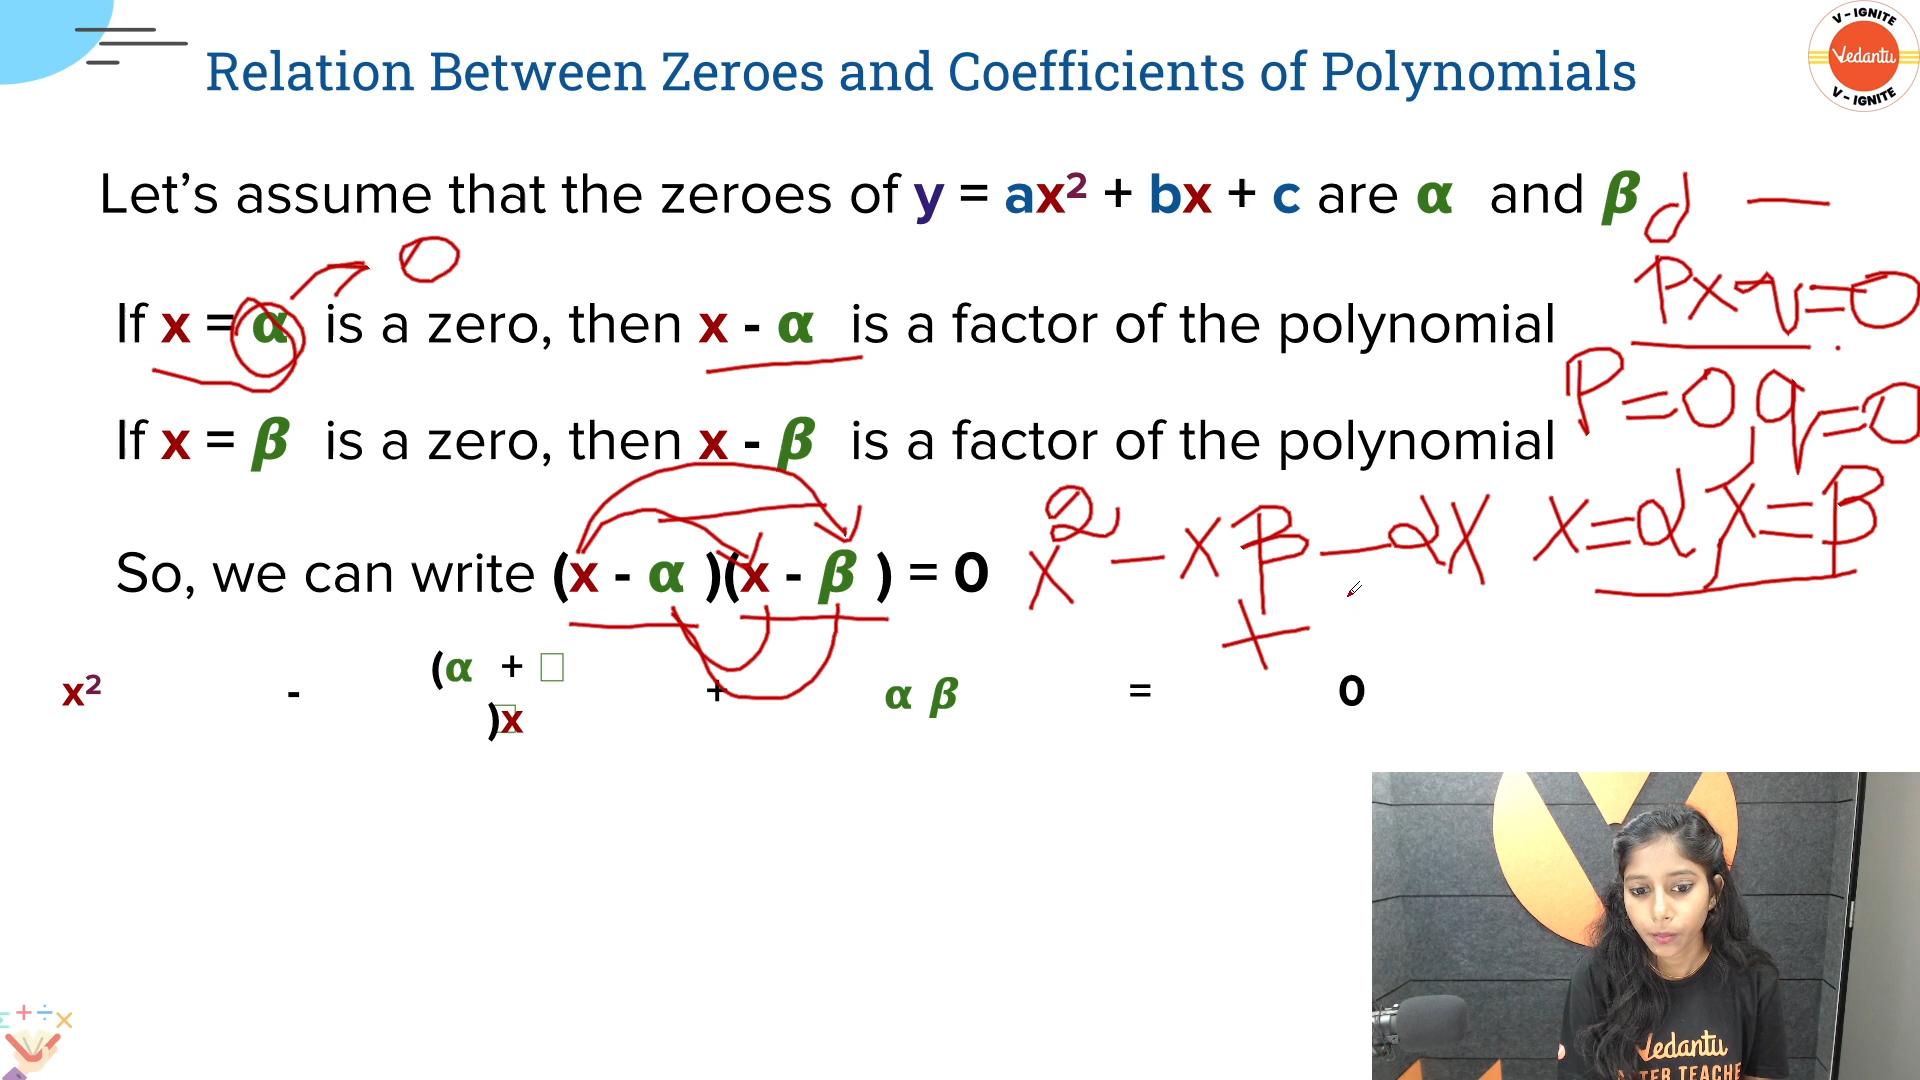 Relation Between Zeroes and Coefficients of Polynomials
V - IGNITE
Vedantu
V - IGNITE
Let's assume that the zeroes of y = ax² + bx + c are α and β
α —
0
If x = α is a zero, then x - α is a factor of the polynomial
P x q = 0
If x = β is a zero, then x - β is a factor of the polynomial
P = 0 q = 0
So, we can write (x - α )(x - β ) = 0
x² - xβ - αx
+
x = α x = β
x² - (α + □ )x + α β = 0
+ ÷ ×
Vedantu